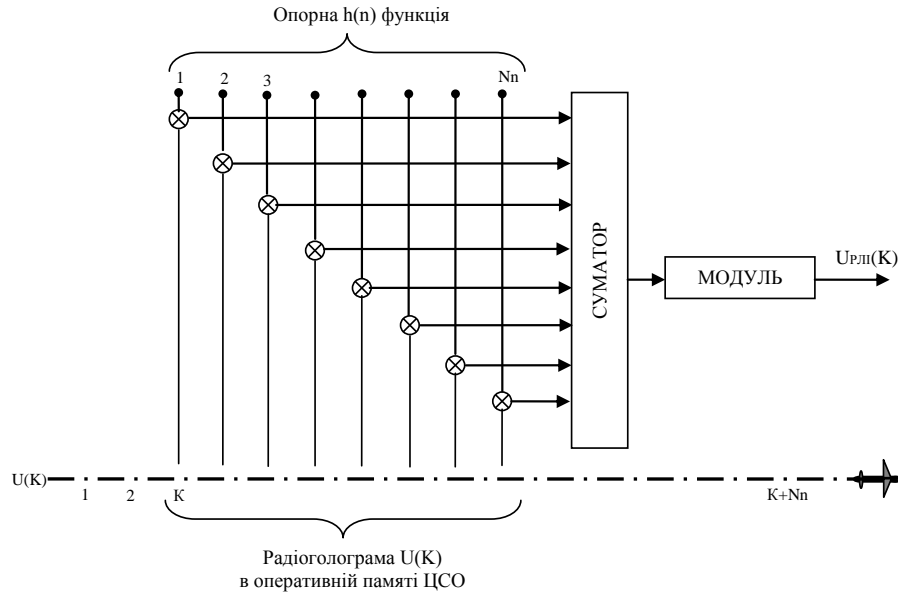 Опорна h(n) функція
1 2 3 Nn
СУМАТОР
МОДУЛЬ
UРЛІ(K)
U(K)
1 2 К К+Nn
Радіоголограма U(K)
в оперативній памяті ЦСО